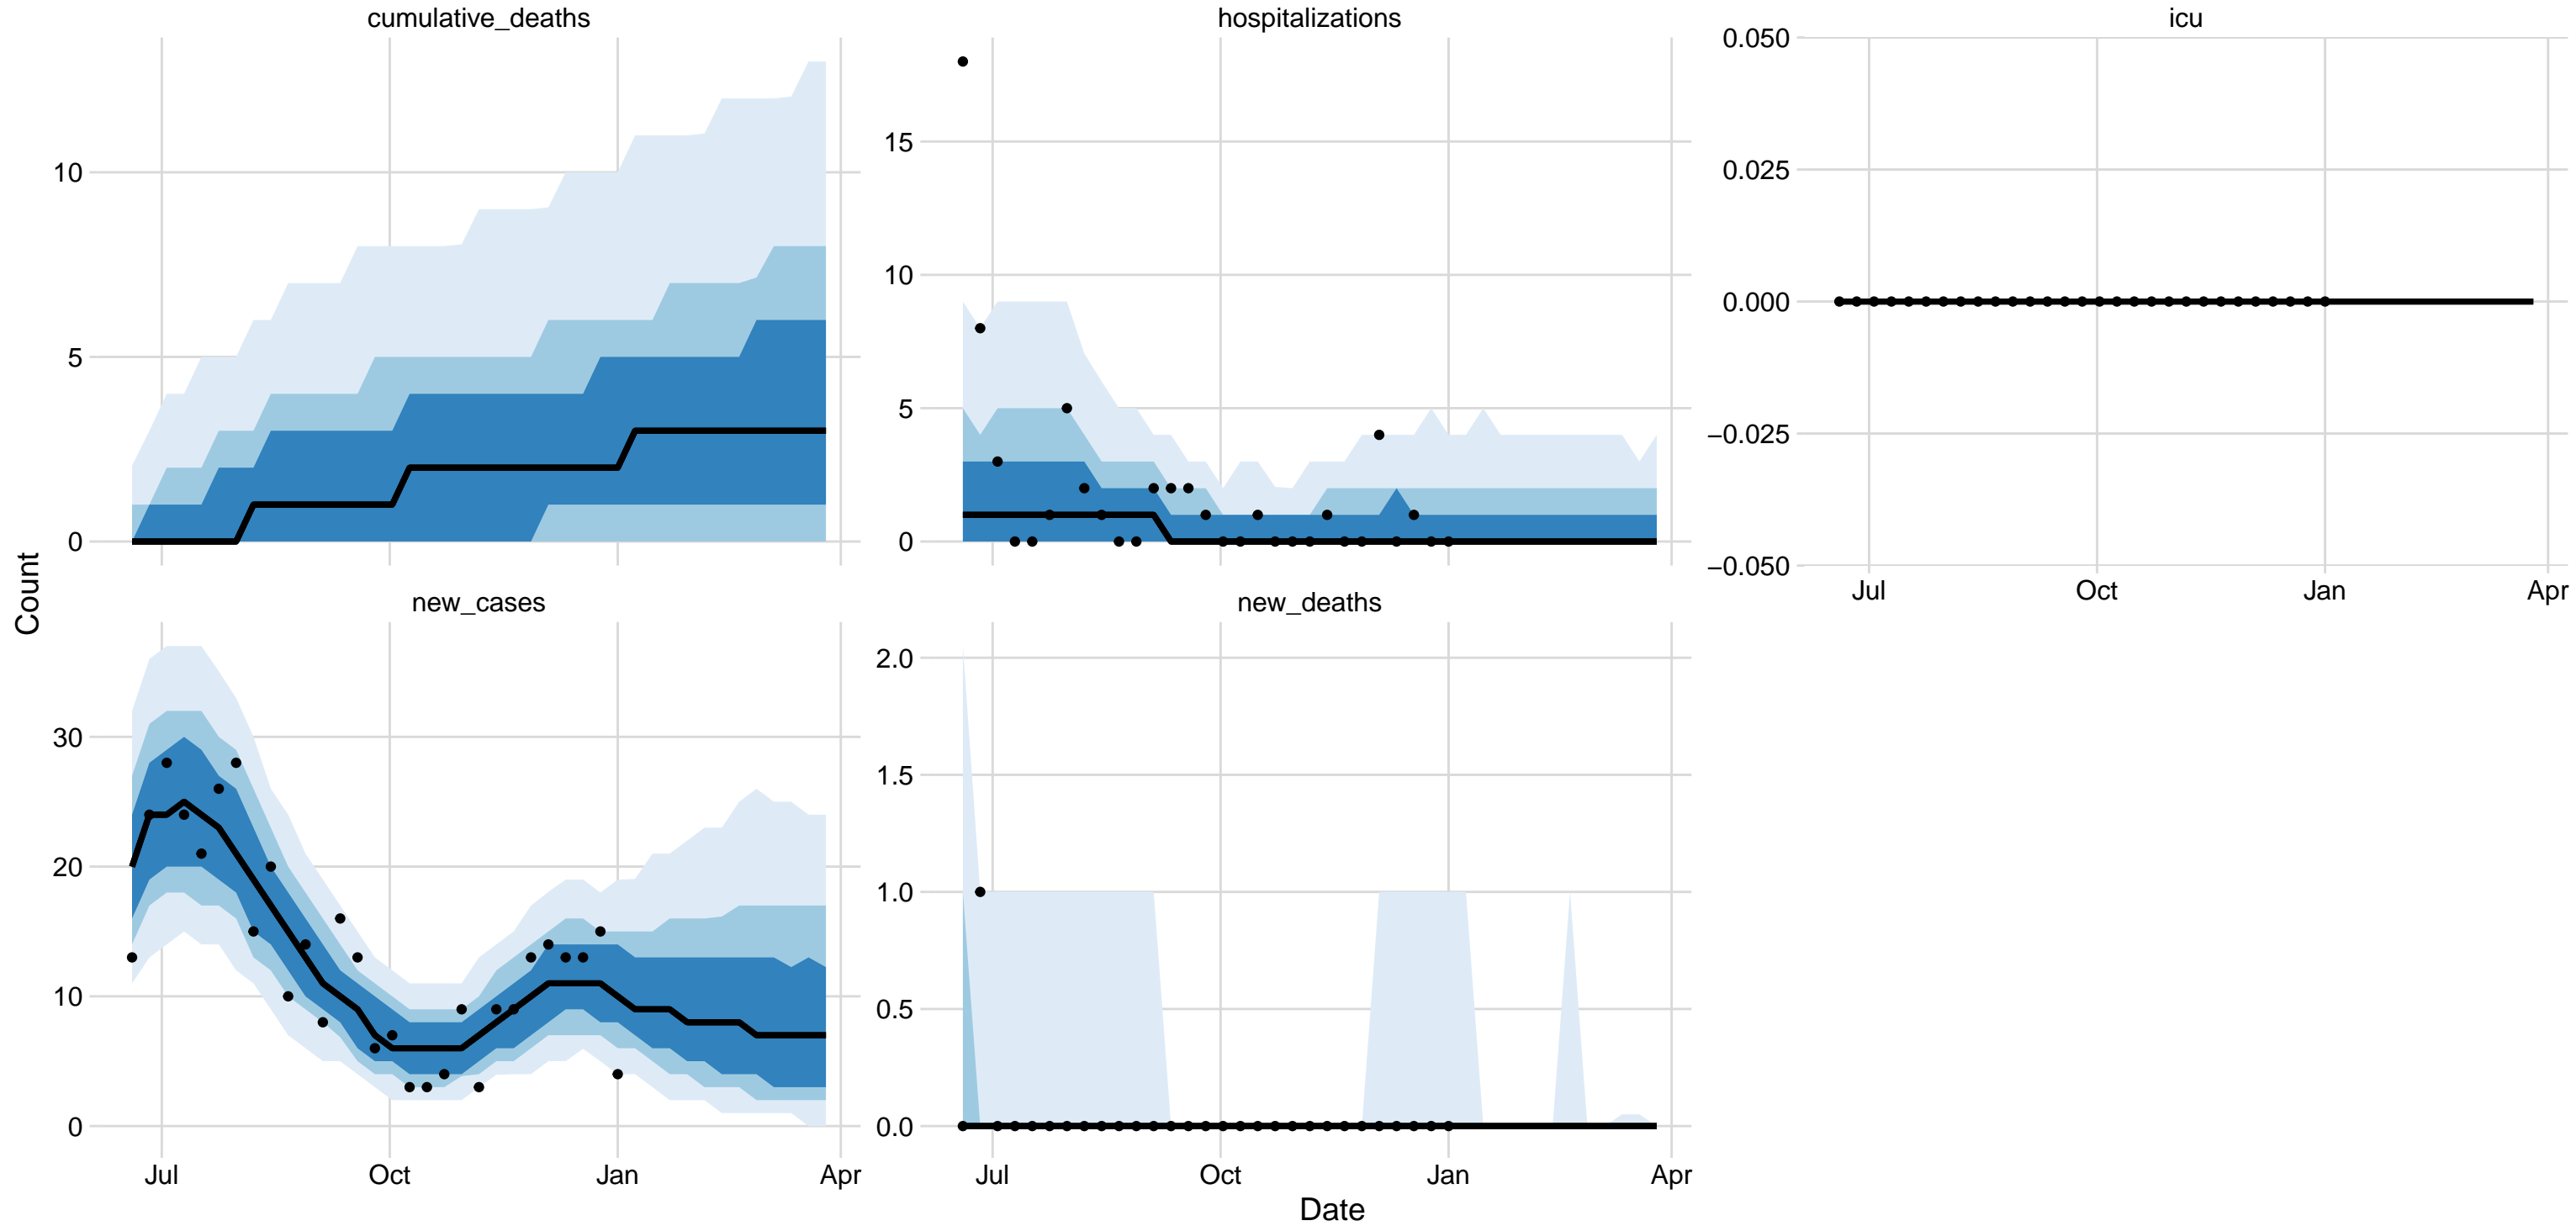 cumulative_deaths
hospitalizations
icu
10
5
0
15
10
5
0
0.050
0.025
0.000
−0.025
−0.050
Jul
Oct
Jan
Apr
Count
new_cases
new_deaths
30
20
10
0
2.0
1.5
1.0
0.5
0.0
Jul
Oct
Jan
Apr
Jul
Oct
Jan
Apr
Date